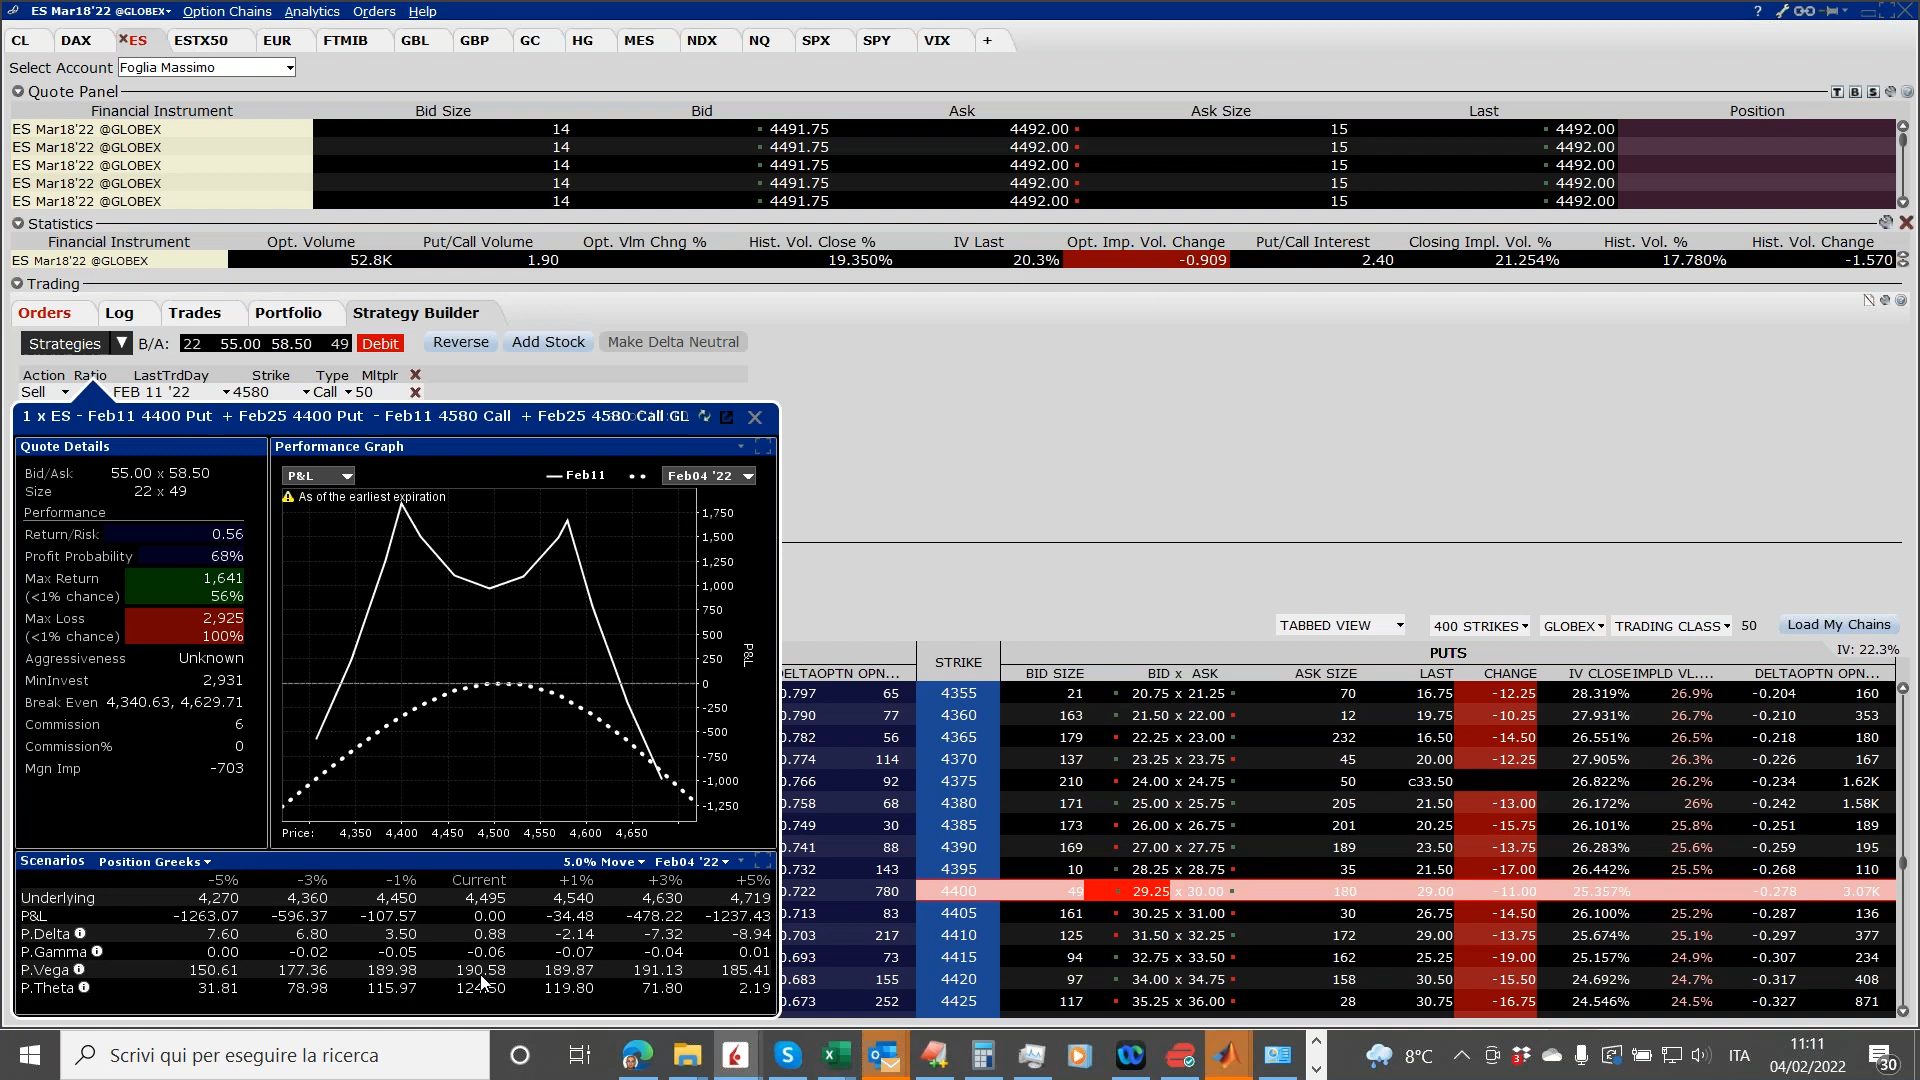 ES Mar18'22 @GLOBEX Option Chains Analytics Orders Help
CL DAX ES ESTX50 EUR FTMIB GBL GBP GC HG MES NDX NQ SPX SPY VIX +
Select Account Foglia Massimo
Quote Panel
Financial Instrument Bid Size Bid Ask Ask Size Last Position
ES Mar18'22 @GLOBEX 14 4491.75 4492.00 15 4492.00
ES Mar18'22 @GLOBEX 14 4491.75 4492.00 15 4492.00
ES Mar18'22 @GLOBEX 14 4491.75 4492.00 15 4492.00
ES Mar18'22 @GLOBEX 14 4491.75 4492.00 15 4492.00
ES Mar18'22 @GLOBEX 14 4491.75 4492.00 15 4492.00
Statistics
Financial Instrument Opt. Volume Put/Call Volume Opt. Vlm Chng % Hist. Vol. Close % IV Last Opt. Imp. Vol. Change Put/Call Interest Closing Impl. Vol. % Hist. Vol. % Hist. Vol. Change
ES Mar18'22 @GLOBEX 52.8K 1.90 19.350% 20.3% -0.909 2.40 21.254% 17.780% -1.570
Trading
Orders Log Trades Portfolio Strategy Builder
Strategies B/A: 22 55.00 58.50 49 Debit Reverse Add Stock Make Delta Neutral
Action Ratio LastTrdDay Strike Type Mltplr
Sell FEB 11 '22 4580 Call 50
1 x ES - Feb11 4400 Put + Feb25 4400 Put - Feb11 4580 Call + Feb25 4580 Call GL
Quote Details
Bid/Ask 55.00 x 58.50
Size 22 x 49
Performance
Return/Risk 0.56
Profit Probability 68%
Max Return 1,641
(<1% chance) 56%
Max Loss 2,925
(<1% chance) 100%
Aggressiveness Unknown
MinInvest 2,931
Break Even 4,340.63, 4,629.71
Commission 6
Commission% 0
Mgn Imp -703
Performance Graph
P&L Feb11 Feb04 '22
As of the earliest expiration
1,750
1,500
1,250
1,000
750
500
250
0
-250
-500
-750
-1,000
-1,250
P&L
Price: 4,350 4,400 4,450 4,500 4,550 4,600 4,650
Scenarios Position Greeks 5.0% Move Feb04 '22
-5% -3% -1% Current +1% +3% +5%
Underlying 4,270 4,360 4,450 4,495 4,540 4,630 4,719
P&L -1263.07 -596.37 -107.57 0.00 -34.48 -478.22 -1237.43
P.Delta 7.60 6.80 3.50 0.88 -2.14 -7.32 -8.94
P.Gamma 0.00 -0.02 -0.05 -0.06 -0.07 -0.04 0.01
P.Vega 150.61 177.36 189.98 190.58 189.87 191.13 185.41
P.Theta 31.81 78.98 115.97 124.50 119.80 71.80 2.19
TABBED VIEW 400 STRIKES GLOBEX TRADING CLASS 50 Load My Chains
IV: 22.3%
PUTS
OPTN OPN... STRIKE BID SIZE BID x ASK ASK SIZE LAST CHANGE IV CLOSE IMPLD VL.... DELTA OPTN OPN...
0.797 65 4355 21 20.75 x 21.25 70 16.75 -12.25 28.319% 26.9% -0.204 160
0.790 77 4360 163 21.50 x 22.00 12 19.75 -10.25 27.931% 26.7% -0.210 353
0.782 56 4365 179 22.25 x 23.00 232 16.50 -14.50 26.551% 26.5% -0.218 180
0.774 114 4370 137 23.25 x 23.75 45 20.00 -12.25 27.905% 26.3% -0.226 167
0.766 92 4375 210 24.00 x 24.75 50 c33.50 26.822% 26.2% -0.234 1.62K
0.758 68 4380 171 25.00 x 25.75 205 21.50 -13.00 26.172% 26% -0.242 1.58K
0.749 30 4385 173 26.00 x 26.75 201 20.25 -15.75 26.101% 25.8% -0.251 189
0.741 88 4390 169 27.00 x 27.75 189 23.50 -13.75 26.283% 25.6% -0.259 195
0.732 143 4395 10 28.25 x 28.75 35 21.50 -17.00 26.442% 25.5% -0.268 110
0.722 780 4400 49 29.25 x 30.00 180 29.00 -11.00 25.357% -0.278 3.07K
0.713 83 4405 161 30.25 x 31.00 30 26.75 -14.50 26.100% 25.2% -0.287 136
0.703 217 4410 125 31.50 x 32.25 172 29.00 -13.75 25.674% 25.1% -0.297 377
0.693 73 4415 94 32.75 x 33.50 162 25.25 -19.00 25.157% 24.9% -0.307 234
0.683 155 4420 97 34.00 x 34.75 158 30.50 -15.50 24.692% 24.7% -0.317 408
0.673 252 4425 117 35.25 x 36.00 28 30.75 -16.75 24.546% 24.5% -0.327 871
Scrivi qui per eseguire la ricerca
8°C ITA 11:11
04/02/2022
30